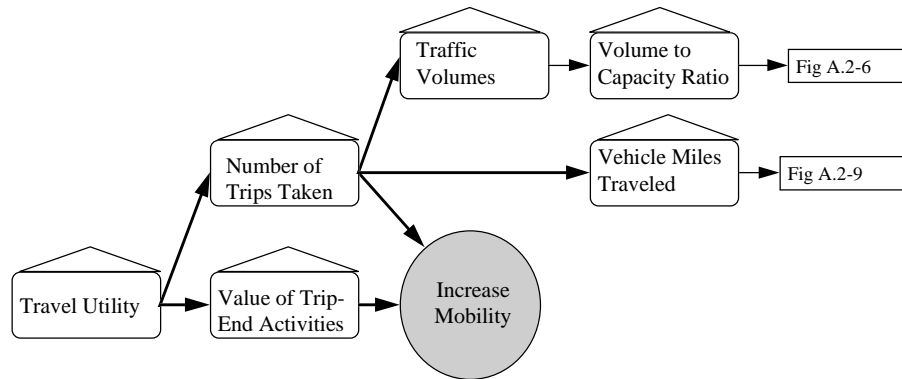 Traffic
Volumes
Volume to
Capacity Ratio
Fig A.2-6
Number of
Trips Taken
Vehicle Miles
Traveled
Fig A.2-9
Travel Utility
Value of Trip-
End Activities
Increase
Mobility